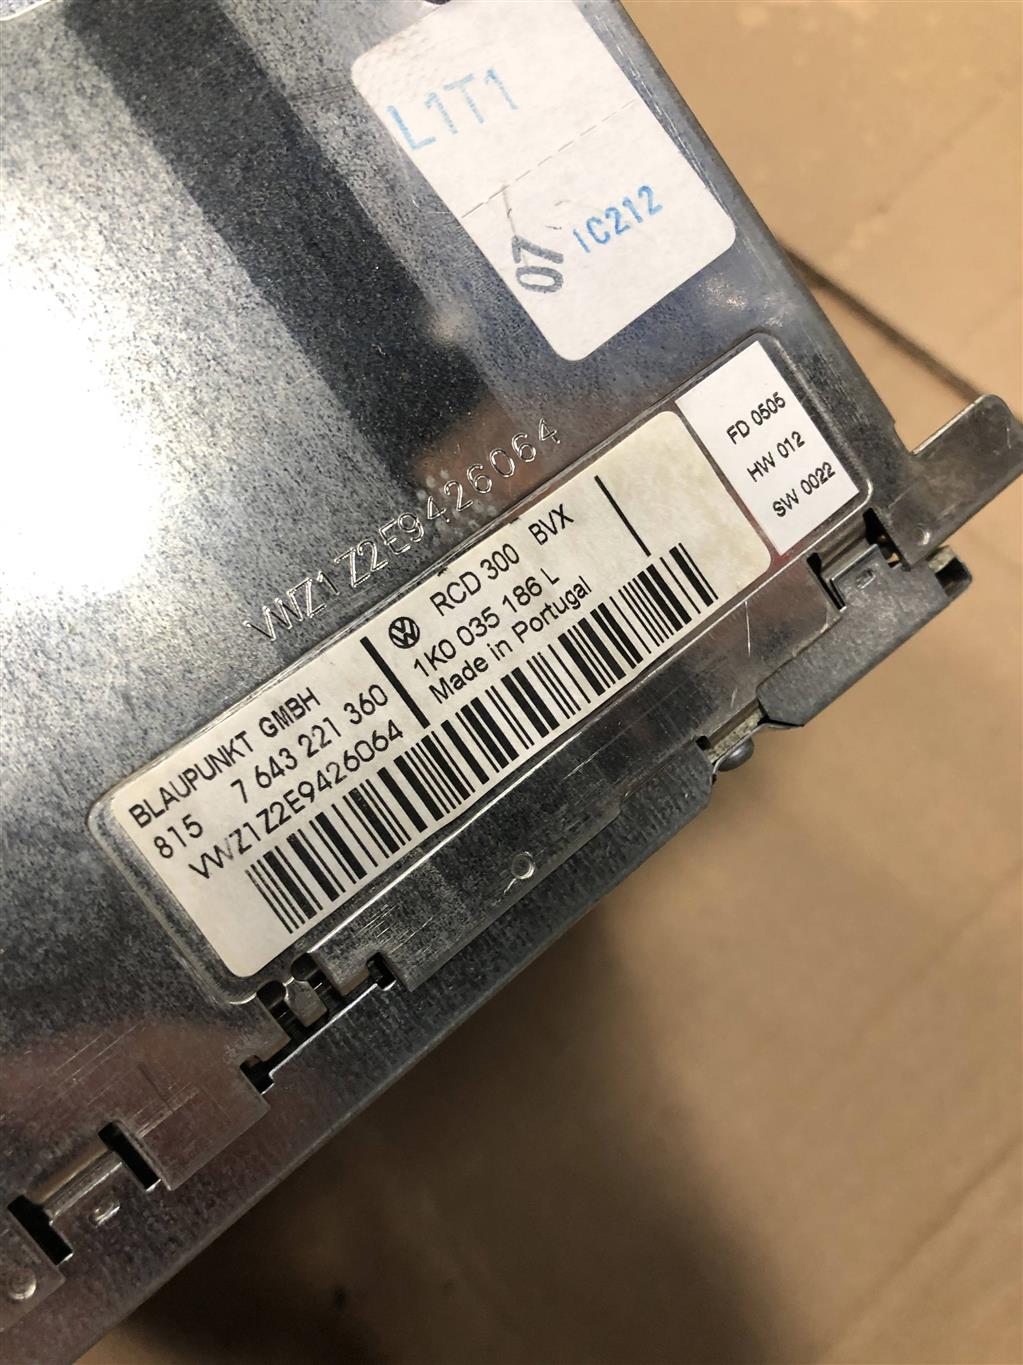 L1T1
07 IC212
FD 0505
HW 012
SW 0022
VWZ1Z2E9426064
BLAUPUNKT GMBH
815 7 643 221 360
VWZ1Z2E9426064
RCD 300 BVX
1K0 035 186 L
Made in Portugal